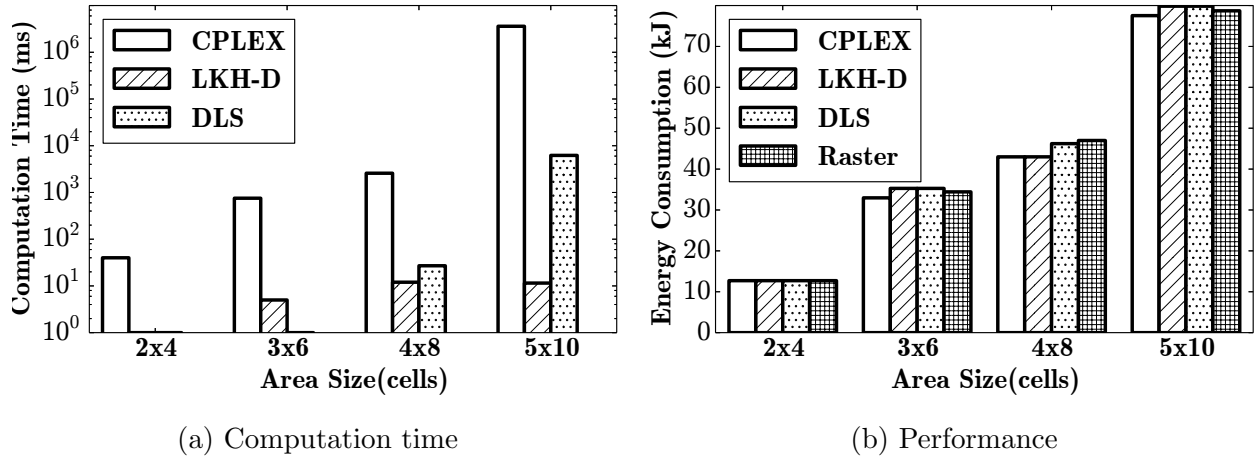 Computation Time (ms)
10^6
10^5
10^4
10^3
10^2
10^1
10^0
CPLEX
LKH-D
DLS
2x4 3x6 4x8 5x10
Area Size(cells)
(a) Computation time
Energy Consumption (kJ)
70
60
50
40
30
20
10
0
CPLEX
LKH-D
DLS
Raster
2x4 3x6 4x8 5x10
Area Size(cells)
(b) Performance